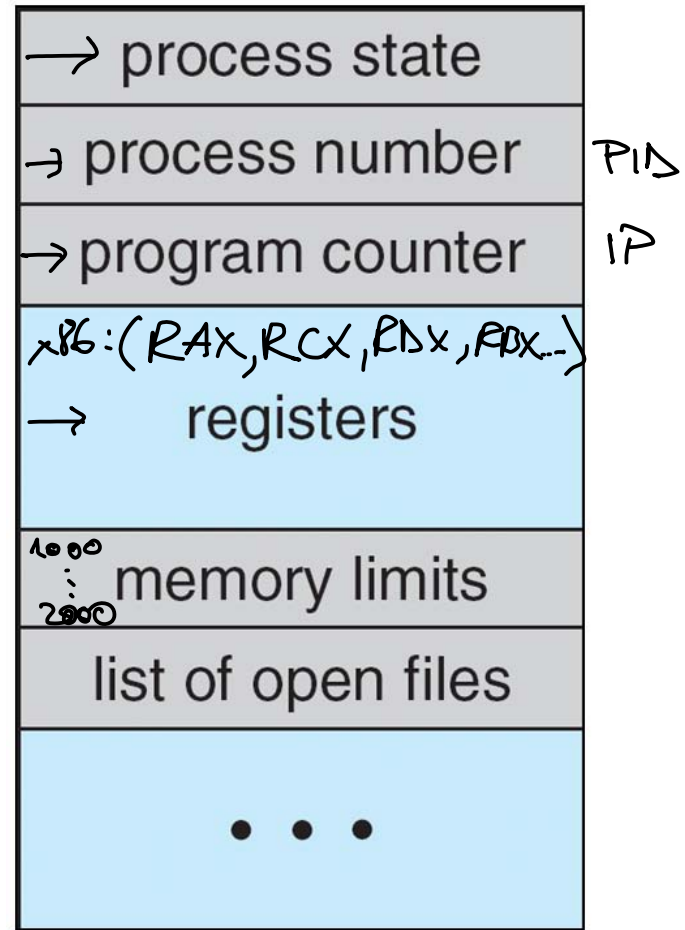 → process state
→ process number PID
→ program counter IP
x86:(RAX,RCX,RDX,RBX...)
→ registers
1000
⋮ memory limits
2000
list of open files
• • •